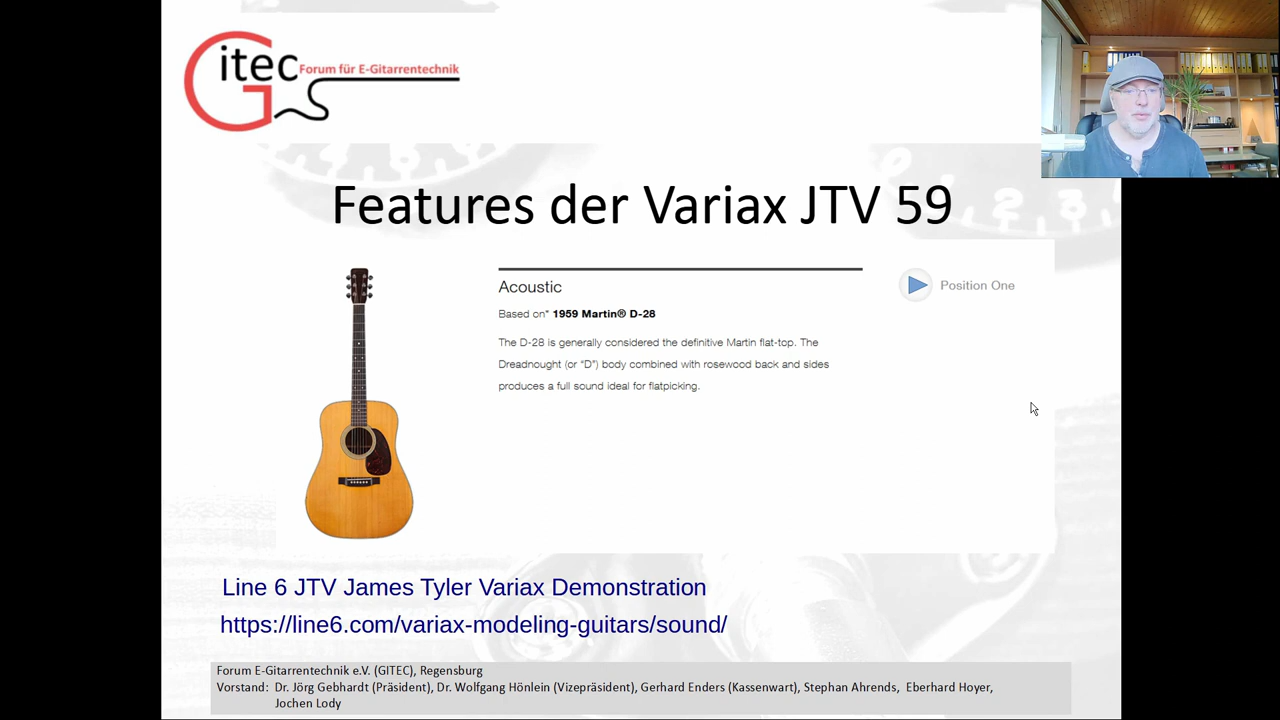 Gitec Forum für E-Gitarrentechnik
Features der Variax JTV 59
Acoustic
Based on* 1959 Martin® D-28
The D-28 is generally considered the definitive Martin flat-top. The
Dreadnought (or “D”) body combined with rosewood back and sides
produces a full sound ideal for flatpicking.
Position One
Line 6 JTV James Tyler Variax Demonstration
https://line6.com/variax-modeling-guitars/sound/
Forum E-Gitarrentechnik e.V. (GITEC), Regensburg
Vorstand: Dr. Jörg Gebhardt (Präsident), Dr. Wolfgang Hönlein (Vizepräsident), Gerhard Enders (Kassenwart), Stephan Ahrends, Eberhard Hoyer,
Jochen Lody